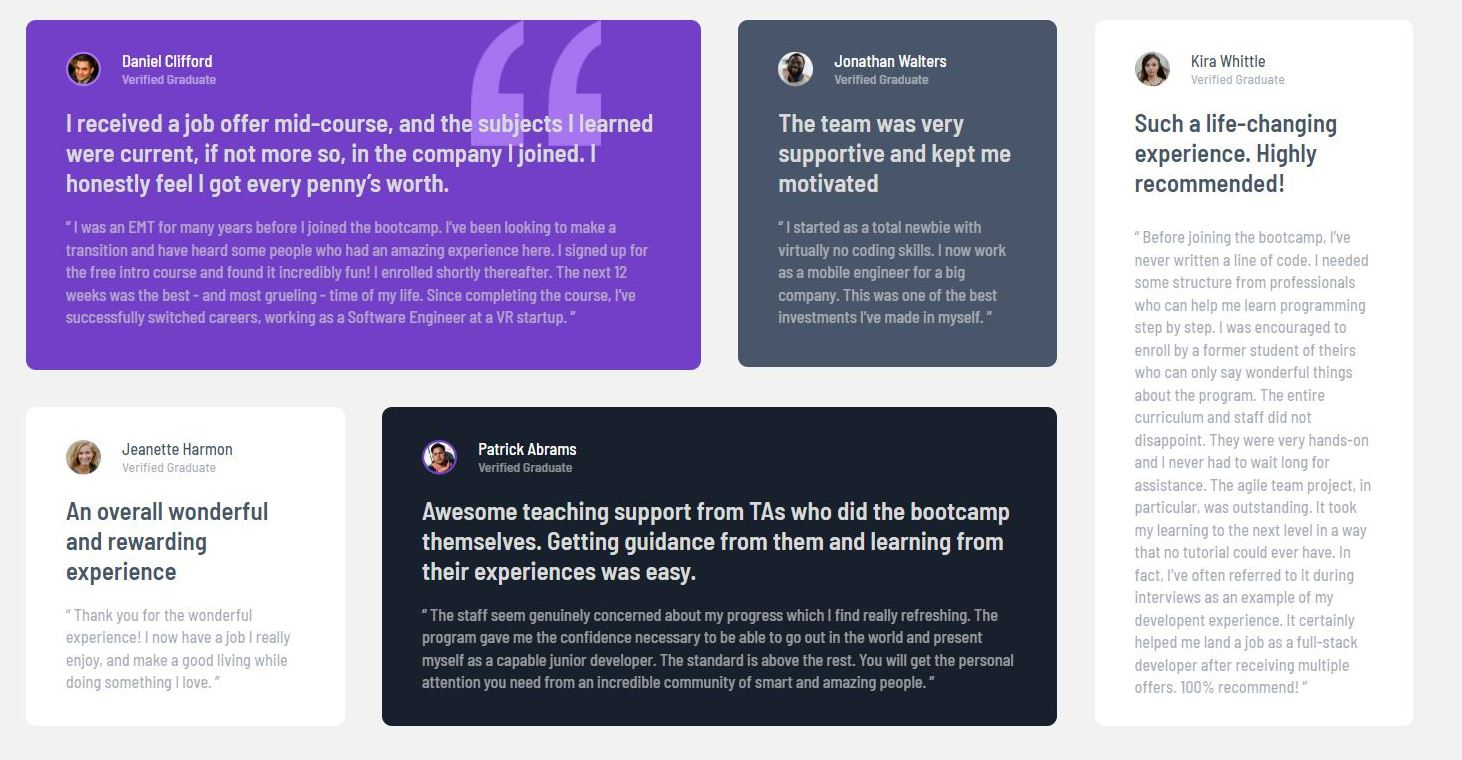 Daniel Clifford
Verified Graduate
I received a job offer mid-course, and the subjects I learned
were current, if not more so, in the company I joined. I
honestly feel I got every penny’s worth.
“ I was an EMT for many years before I joined the bootcamp. I’ve been looking to make a
transition and have heard some people who had an amazing experience here. I signed up for
the free intro course and found it incredibly fun! I enrolled shortly thereafter. The next 12
weeks was the best - and most grueling - time of my life. Since completing the course, I’ve
successfully switched careers, working as a Software Engineer at a VR startup. ”
Jonathan Walters
Verified Graduate
The team was very
supportive and kept me
motivated
“ I started as a total newbie with
virtually no coding skills. I now work
as a mobile engineer for a big
company. This was one of the best
investments I’ve made in myself. ”
Kira Whittle
Verified Graduate
Such a life-changing
experience. Highly
recommended!
“ Before joining the bootcamp, I’ve
never written a line of code. I needed
some structure from professionals
who can help me learn programming
step by step. I was encouraged to
enroll by a former student of theirs
who can only say wonderful things
about the program. The entire
curriculum and staff did not
disappoint. They were very hands-on
and I never had to wait long for
assistance. The agile team project, in
particular, was outstanding. It took
my learning to the next level in a way
that no tutorial could ever have. In
fact, I’ve often referred to it during
interviews as an example of my
developent experience. It certainly
helped me land a job as a full-stack
developer after receiving multiple
offers. 100% recommend! ”
Jeanette Harmon
Verified Graduate
An overall wonderful
and rewarding
experience
“ Thank you for the wonderful
experience! I now have a job I really
enjoy, and make a good living while
doing something I love. ”
Patrick Abrams
Verified Graduate
Awesome teaching support from TAs who did the bootcamp
themselves. Getting guidance from them and learning from
their experiences was easy.
“ The staff seem genuinely concerned about my progress which I find really refreshing. The
program gave me the confidence necessary to be able to go out in the world and present
myself as a capable junior developer. The standard is above the rest. You will get the personal
attention you need from an incredible community of smart and amazing people. ”